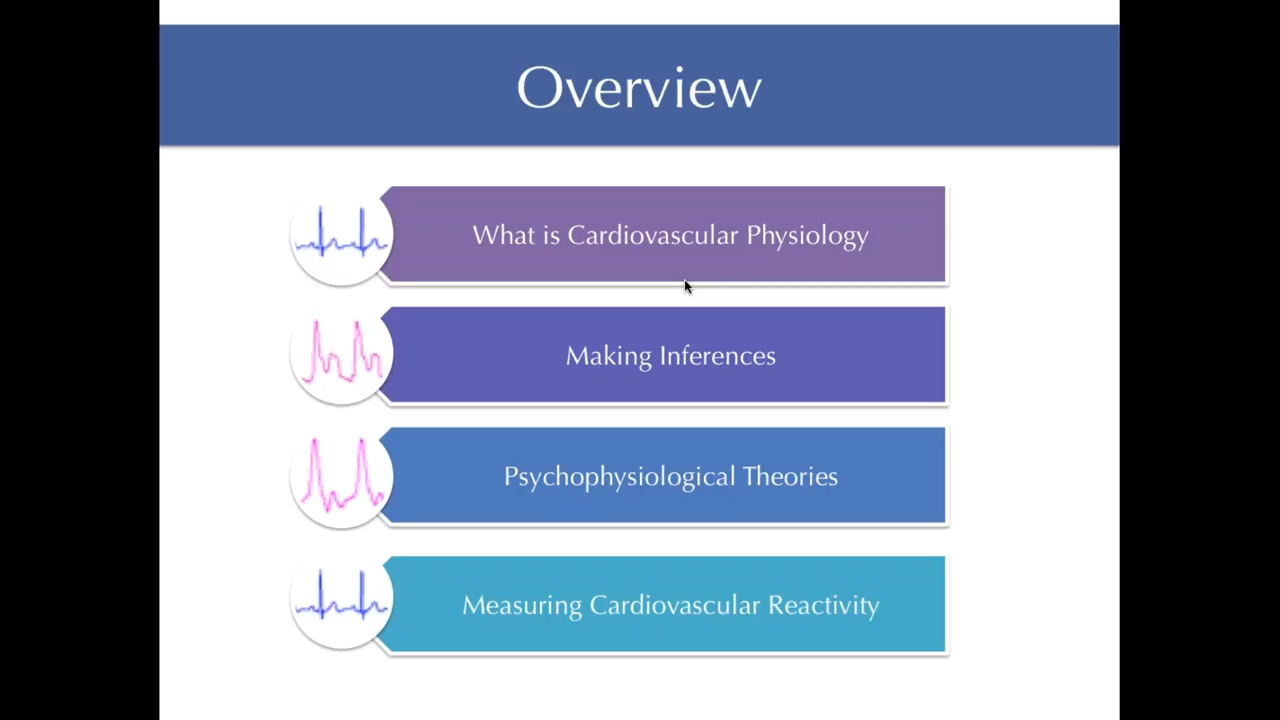 Overview
What is Cardiovascular Physiology
Making Inferences
Psychophysiological Theories
Measuring Cardiovascular Reactivity